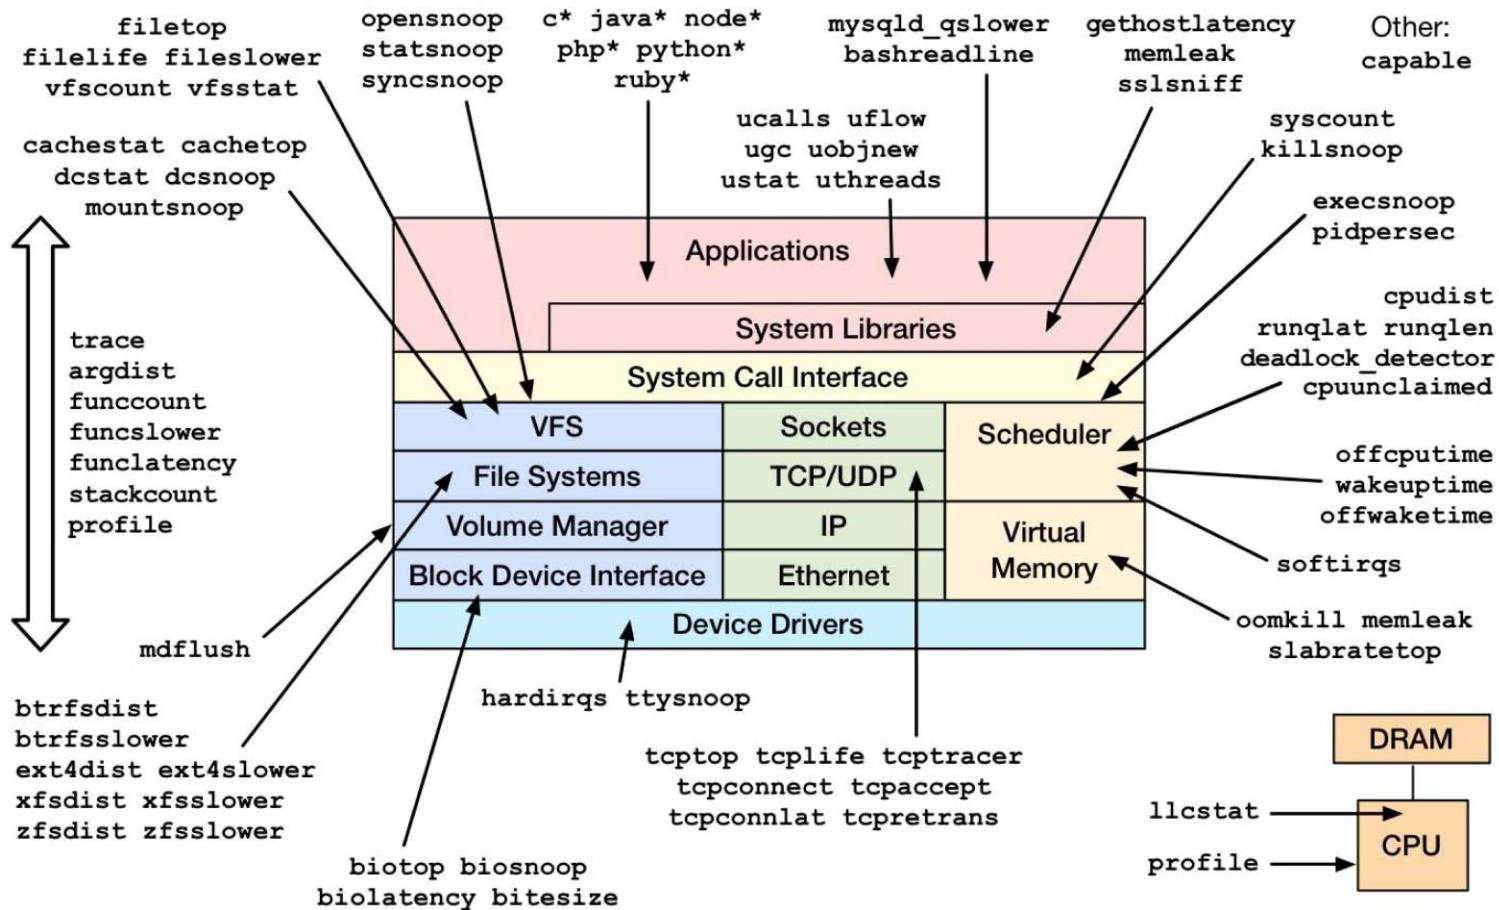 filetop
filelife fileslower
vfscount vfsstat
opensnoop
statsnoop
syncsnoop
c* java* node*
php* python*
ruby*
mysqld_qslower
bashreadline
gethostlatency
memleak
sslsniff
Other:
capable
cachestat cachetop
dcstat dcsnoop
mountsnoop
ucalls uflow
ugc uobjnew
ustat uthreads
syscount
killsnoop
execsnoop
pidpersec
cpudist
runqlat runqlen
deadlock_detector
cpuunclaimed
offcputime
wakeuptime
offwaketime
softirqs
oomkill memleak
slabratetop
trace
argdist
funccount
funcslower
funclatency
stackcount
profile
Applications
System Libraries
System Call Interface
VFS
Sockets
Scheduler
File Systems
TCP/UDP
Volume Manager
IP
Virtual
Memory
Block Device Interface
Ethernet
Device Drivers
mdflush
hardirqs ttysnoop
btrfsdist
btrfsslower
ext4dist ext4slower
xfsdist xfsslower
zfsdist zfsslower
biotop biosnoop
biolatency bitesize
tcptop tcplife tcptracer
tcpconnect tcpaccept
tcpconnlat tcpretrans
DRAM
llcstat
CPU
profile